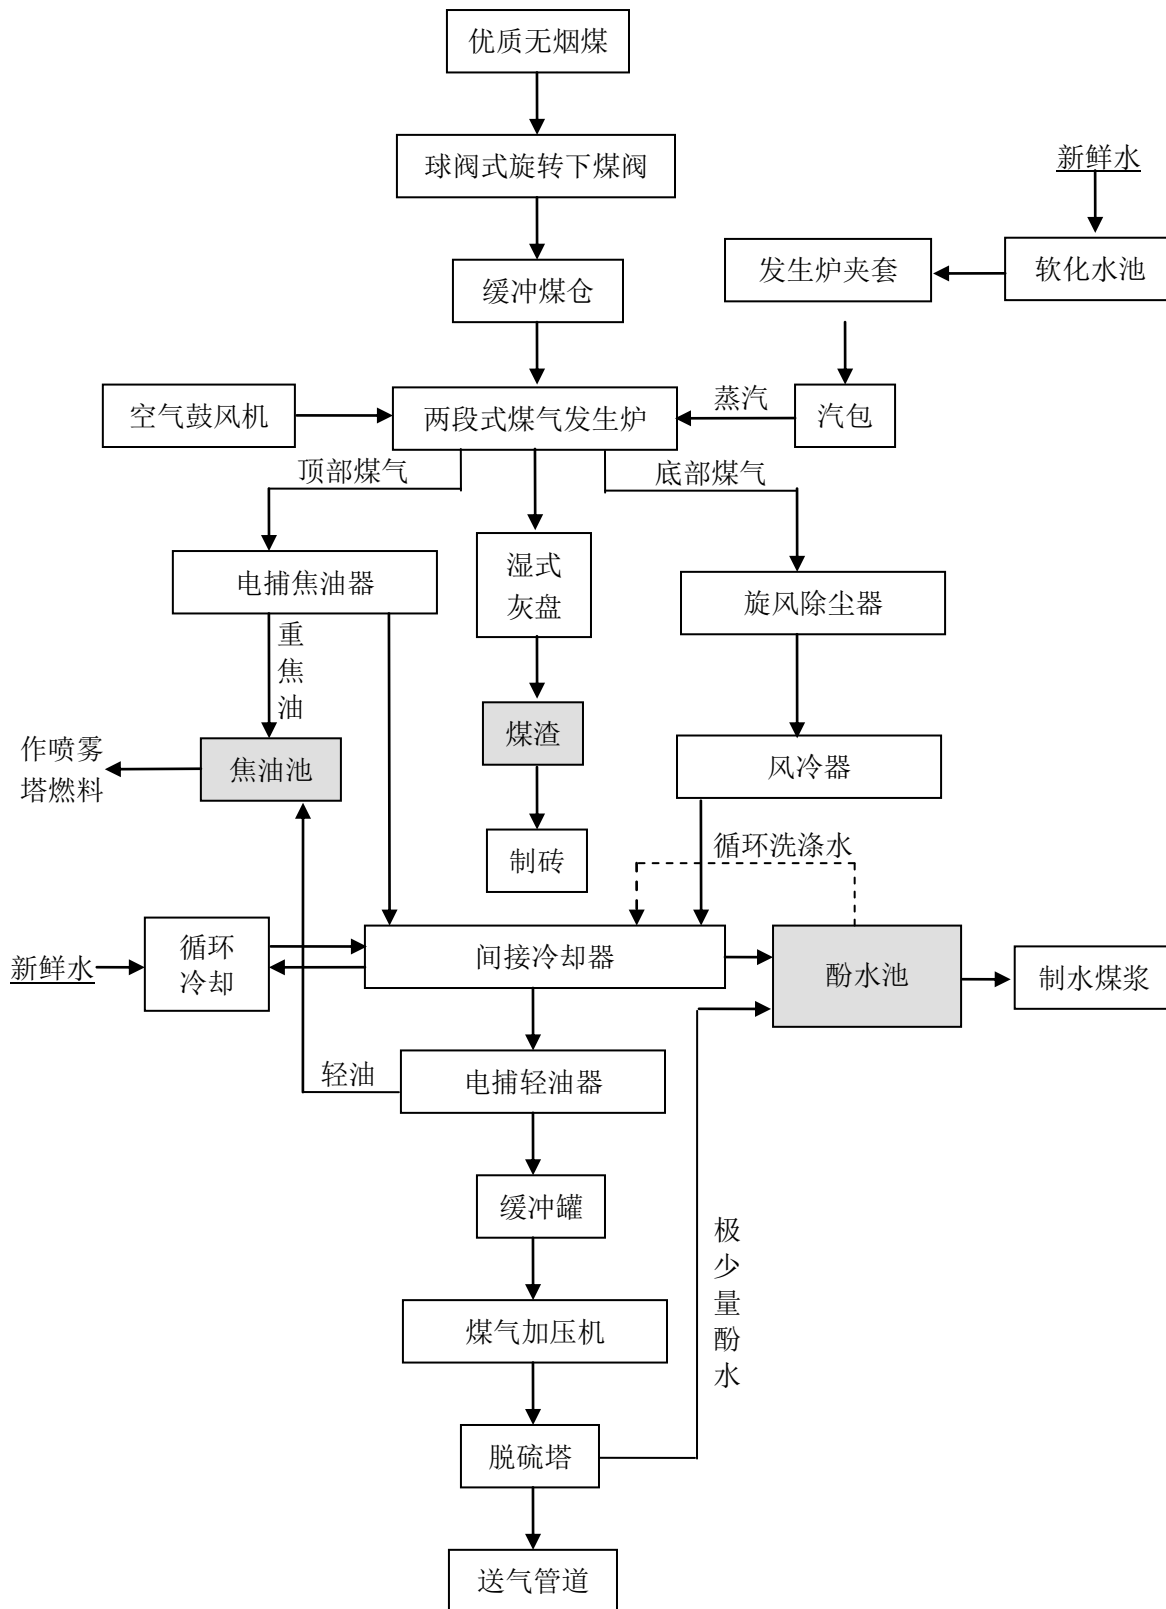 优质无烟煤
球阀式旋转下煤阀
新鲜水
缓冲煤仓
发生炉夹套
软化水池
空气鼓风机
两段式煤气发生炉
蒸汽
汽包
顶部煤气
底部煤气
电捕焦油器
湿式
灰盘
旋风除尘器
重
焦
油
作喷雾
塔燃料
焦油池
煤渣
风冷器
制砖
循环洗涤水
新鲜水
循环
冷却
间接冷却器
酚水池
制水煤浆
轻油
电捕轻油器
缓冲罐
极
少
量
酚
水
煤气加压机
脱硫塔
送气管道